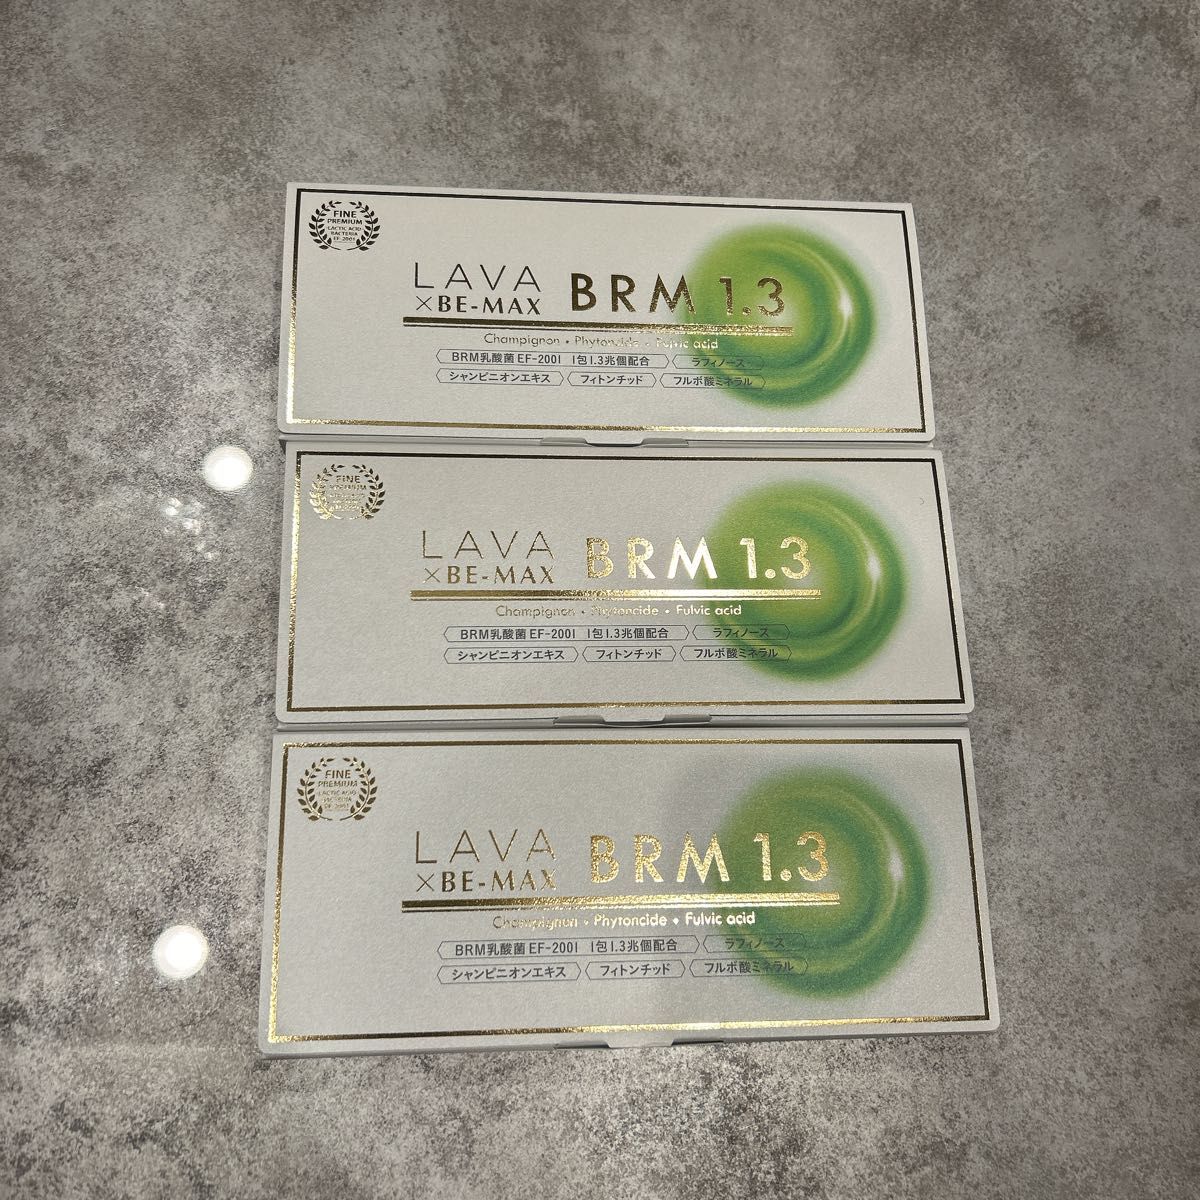 FINE
PREMIUM
LACTIC ACID
BACTERIA
EF-2001
LAVA
×BE-MAX
BRM 1.3
Champignon • Phytoncide • Fulvic acid
BRM乳酸菌 EF-2001 1包1.3兆個配合
ラフィノース
シャンピニオンエキス
フィトンチッド
フルボ酸ミネラル
FINE
PREMIUM
LAVA
×BE-MAX
BRM 1.3
Champignon • Phytoncide • Fulvic acid
BRM乳酸菌 EF-2001 1包1.3兆個配合
ラフィノース
シャンピニオンエキス
フィトンチッド
フルボ酸ミネラル
FINE
PREMIUM
LACTIC ACID
BACTERIA
EF-2001
LAVA
×BE-MAX
BRM 1.3
Champignon • Phytoncide • Fulvic acid
BRM乳酸菌 EF-2001 1包1.3兆個配合
ラフィノース
シャンピニオンエキス
フィトンチッド
フルボ酸ミネラル